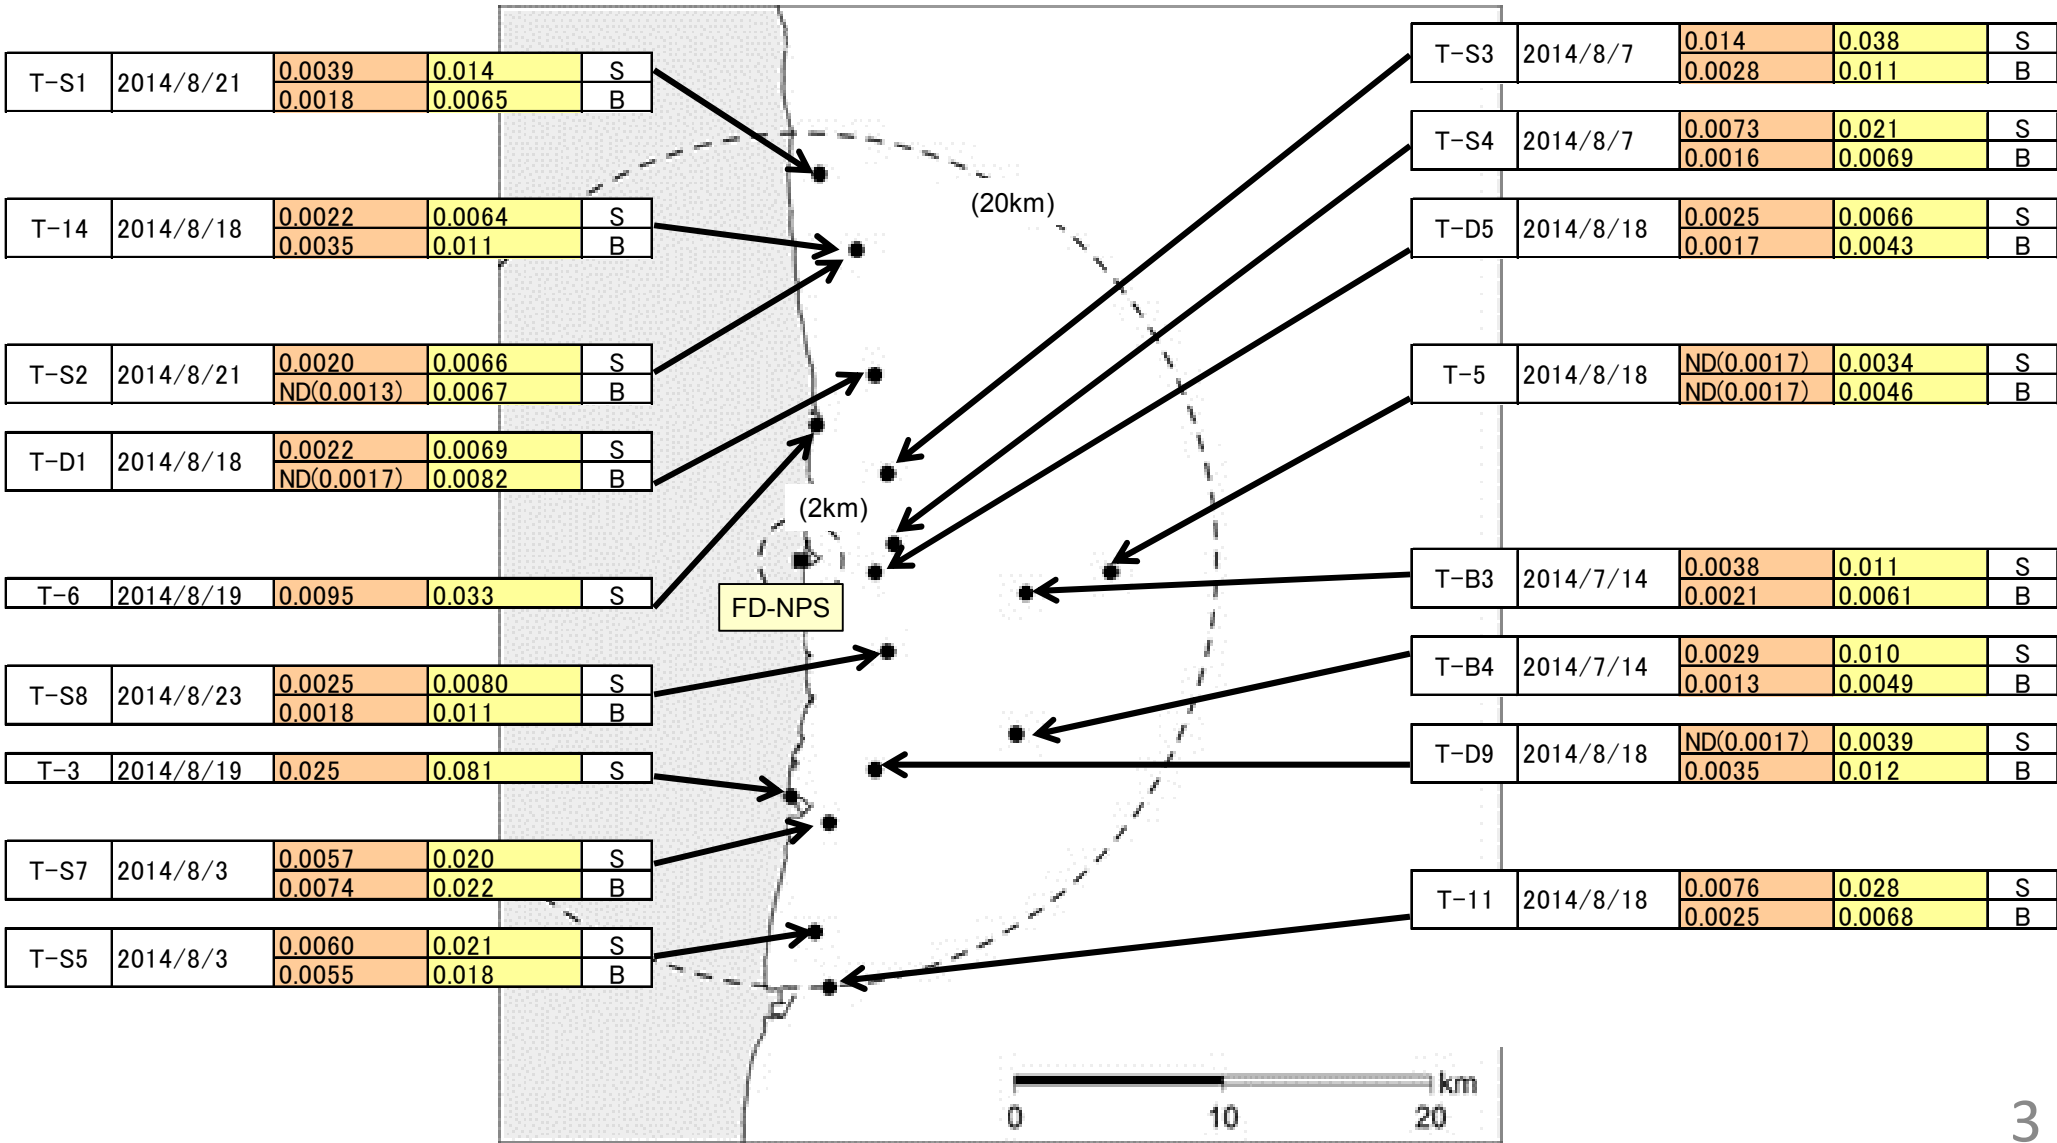 T-S1 2014/8/21 0.0039 0.014 S
0.0018 0.0065 B
T-14 2014/8/18 0.0022 0.0064 S
0.0035 0.011 B
T-S2 2014/8/21 0.0020 0.0066 S
ND(0.0013) 0.0067 B
T-D1 2014/8/18 0.0022 0.0069 S
ND(0.0017) 0.0082 B
T-6 2014/8/19 0.0095 0.033 S
T-S8 2014/8/23 0.0025 0.0080 S
0.0018 0.011 B
T-3 2014/8/19 0.025 0.081 S
T-S7 2014/8/3 0.0057 0.020 S
0.0074 0.022 B
T-S5 2014/8/3 0.0060 0.021 S
0.0055 0.018 B
(20km)
(2km)
FD-NPS
T-S3 2014/8/7 0.014 0.038 S
0.0028 0.011 B
T-S4 2014/8/7 0.0073 0.021 S
0.0016 0.0069 B
T-D5 2014/8/18 0.0025 0.0066 S
0.0017 0.0043 B
T-5 2014/8/18 ND(0.0017) 0.0034 S
ND(0.0017) 0.0046 B
T-B3 2014/7/14 0.0038 0.011 S
0.0021 0.0061 B
T-B4 2014/7/14 0.0029 0.010 S
0.0013 0.0049 B
T-D9 2014/8/18 ND(0.0017) 0.0039 S
0.0035 0.012 B
T-11 2014/8/18 0.0076 0.028 S
0.0025 0.0068 B
km
0 10 20
3